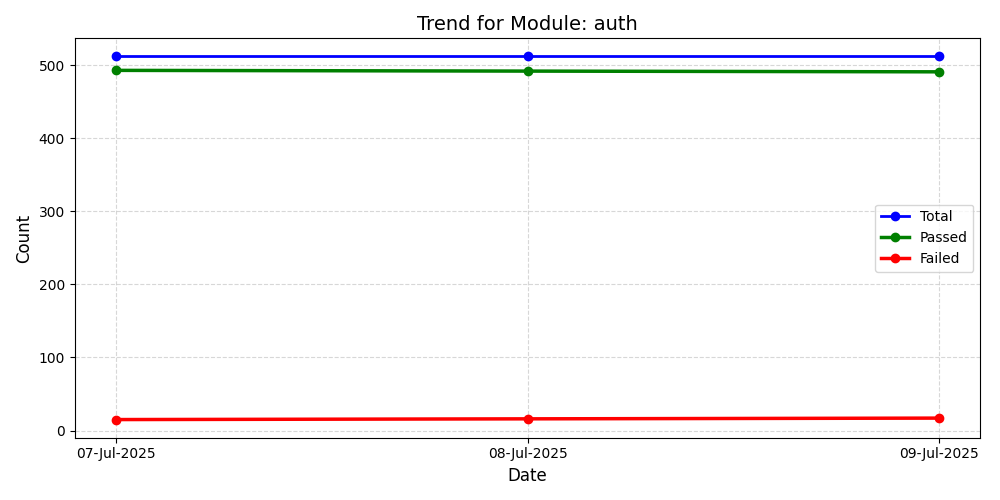 Trend for Module: auth
500
400
300
200
100
0
Count
Total
Passed
Failed
07-Jul-2025 08-Jul-2025 09-Jul-2025
Date